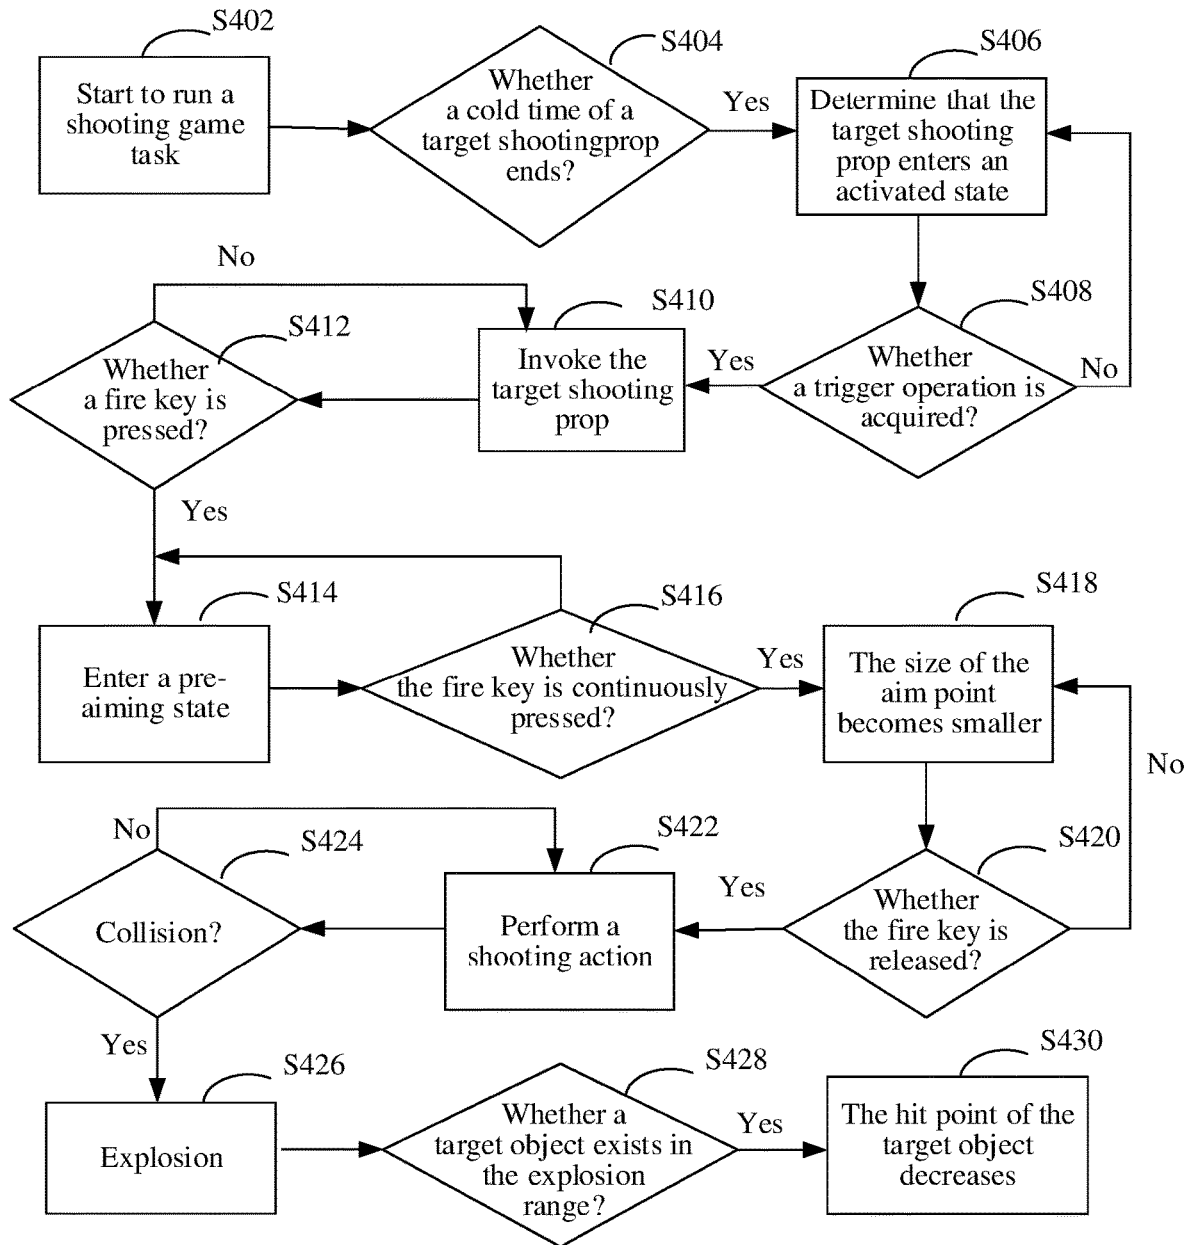 S402
Start to run a
shooting game
task
S404
Whether
a cold time of a
target shootingprop
ends?
Yes
S406
Determine that the
target shooting
prop enters an
activated state
No
S412
Whether
a fire key is
pressed?
S410
Invoke the
target shooting
prop
Yes
S408
Whether
a trigger operation is
acquired?
No
Yes
S414
Enter a pre-
aiming state
S416
Whether
the fire key is continuously
pressed?
Yes
S418
The size of the
aim point
becomes smaller
No
No
S424
Collision?
S422
Perform a
shooting action
Yes
S420
Whether
the fire key is
released?
Yes
S426
Explosion
S428
Whether a
target object exists in
the explosion
range?
Yes
S430
The hit point of the
target object
decreases